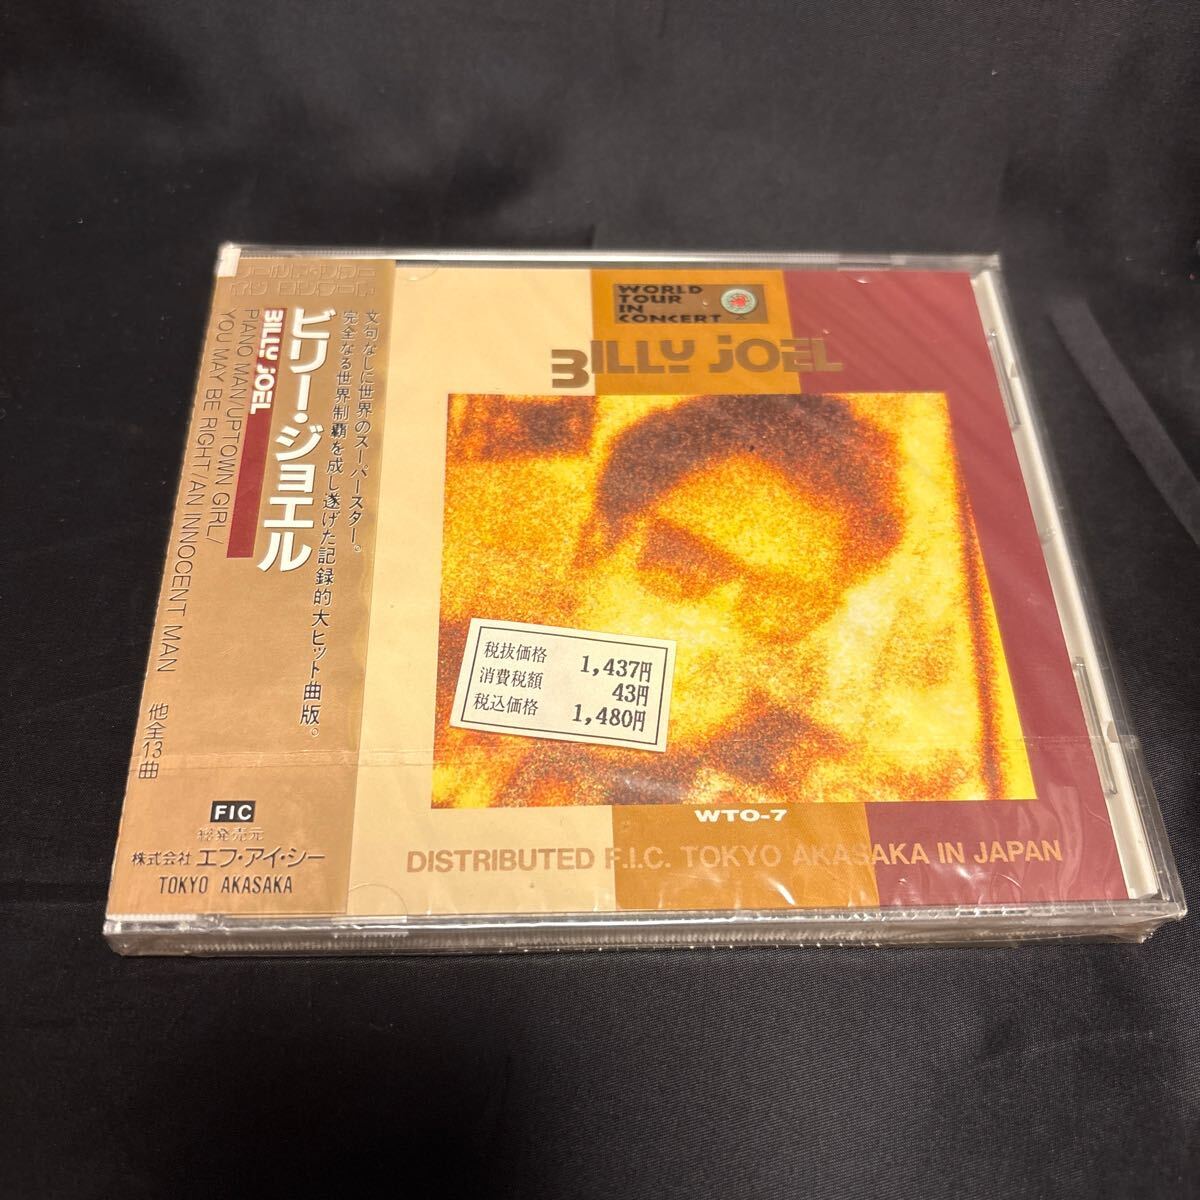 文句なしに世界のスーパースター。
完全なる世界制覇を成し遂げた記録的大ヒット曲版。
ビリー・ジョエル
BILLY JOEL
PIANO MAN/UPTOWN GIRL/
YOU MAY BE RIGHT/AN INNOCENT MAN 他全13曲
FIC
総発売元
株式会社 エフ・アイ・シー
TOKYO AKASAKA
WORLD
TOUR
IN
CONCERT
BILLY JOEL
税抜価格 1,437円
消費税額 43円
税込価格 1,480円
WTO-7
DISTRIBUTED F.I.C. TOKYO AKASAKA IN JAPAN